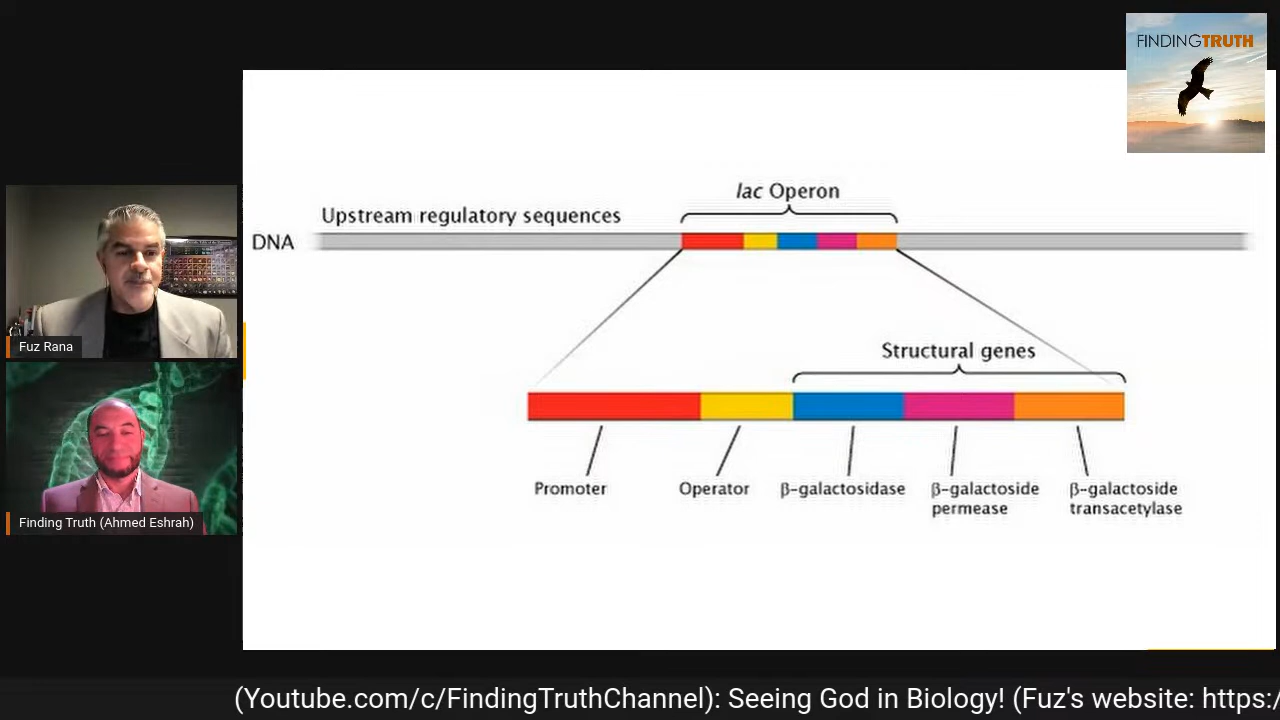 FINDINGTRUTH
lac Operon
Upstream regulatory sequences
DNA
Structural genes
Promoter
Operator
β-galactosidase
β-galactoside
permease
β-galactoside
transacetylase
Fuz Rana
Finding Truth (Ahmed Eshrah)
(Youtube.com/c/FindingTruthChannel): Seeing God in Biology! (Fuz's website: https:/